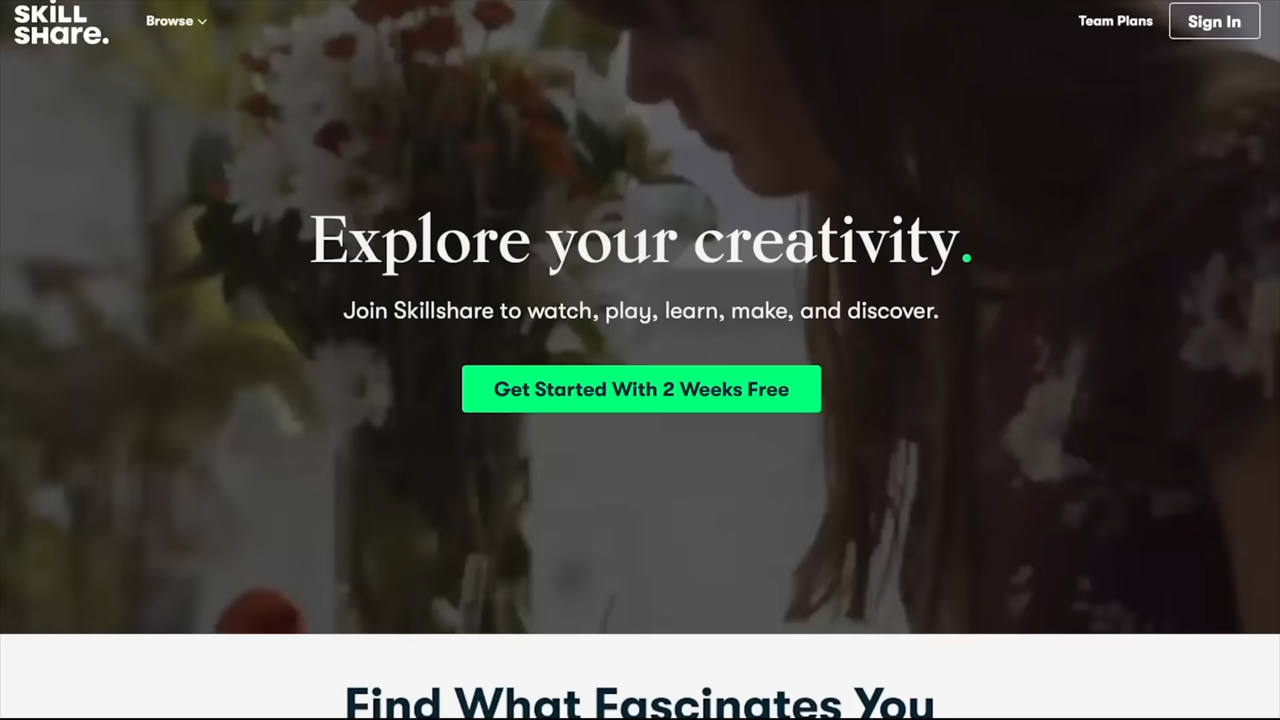 SKILL
SHare.
Browse
Team Plans
Sign In
Explore your creativity.
Join Skillshare to watch, play, learn, make, and discover.
Get Started With 2 Weeks Free
Find What Fascinates You